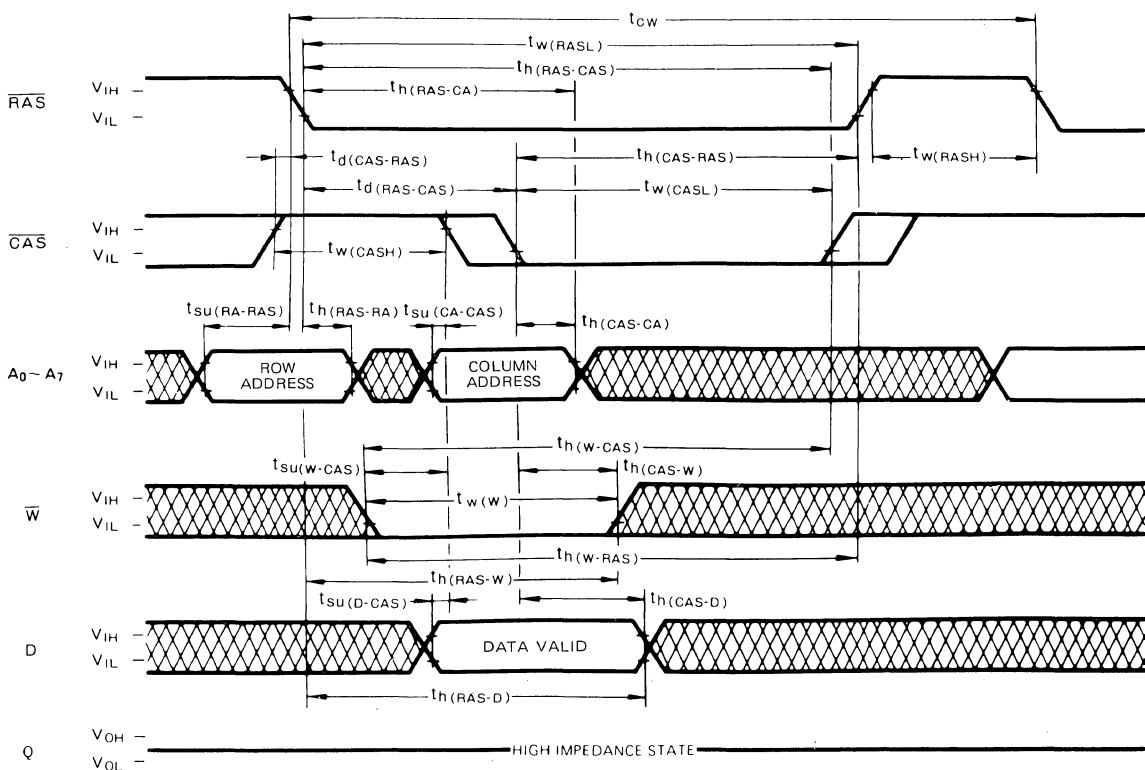 tCW
tW(RASL)
th(RAS-CAS)
th(RAS-CA)
RAS
VIH
VIL
td(CAS-RAS)
th(CAS-RAS)
tW(RASH)
td(RAS-CAS)
tW(CASL)
CAS
VIH
VIL
tW(CASH)
tsu(RA-RAS)
th(RAS-RA)
tsu(CA-CAS)
th(CAS-CA)
A0~A7
VIH
VIL
ROW
ADDRESS
COLUMN
ADDRESS
th(W-CAS)
tsu(W-CAS)
th(CAS-W)
tW(W)
W
VIH
VIL
th(W-RAS)
th(RAS-W)
tsu(D-CAS)
th(CAS-D)
D
VIH
VIL
DATA VALID
th(RAS-D)
Q
VOH
VOL
HIGH IMPEDANCE STATE